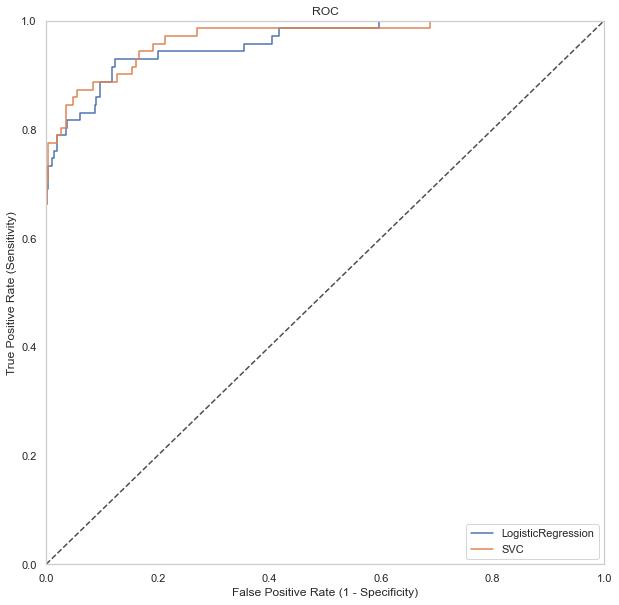 ROC
1.0
0.8
0.6
0.4
0.2
0.0
True Positive Rate (Sensitivity)
LogisticRegression
SVC
0.0 0.2 0.4 0.6 0.8 1.0
False Positive Rate (1 - Specificity)